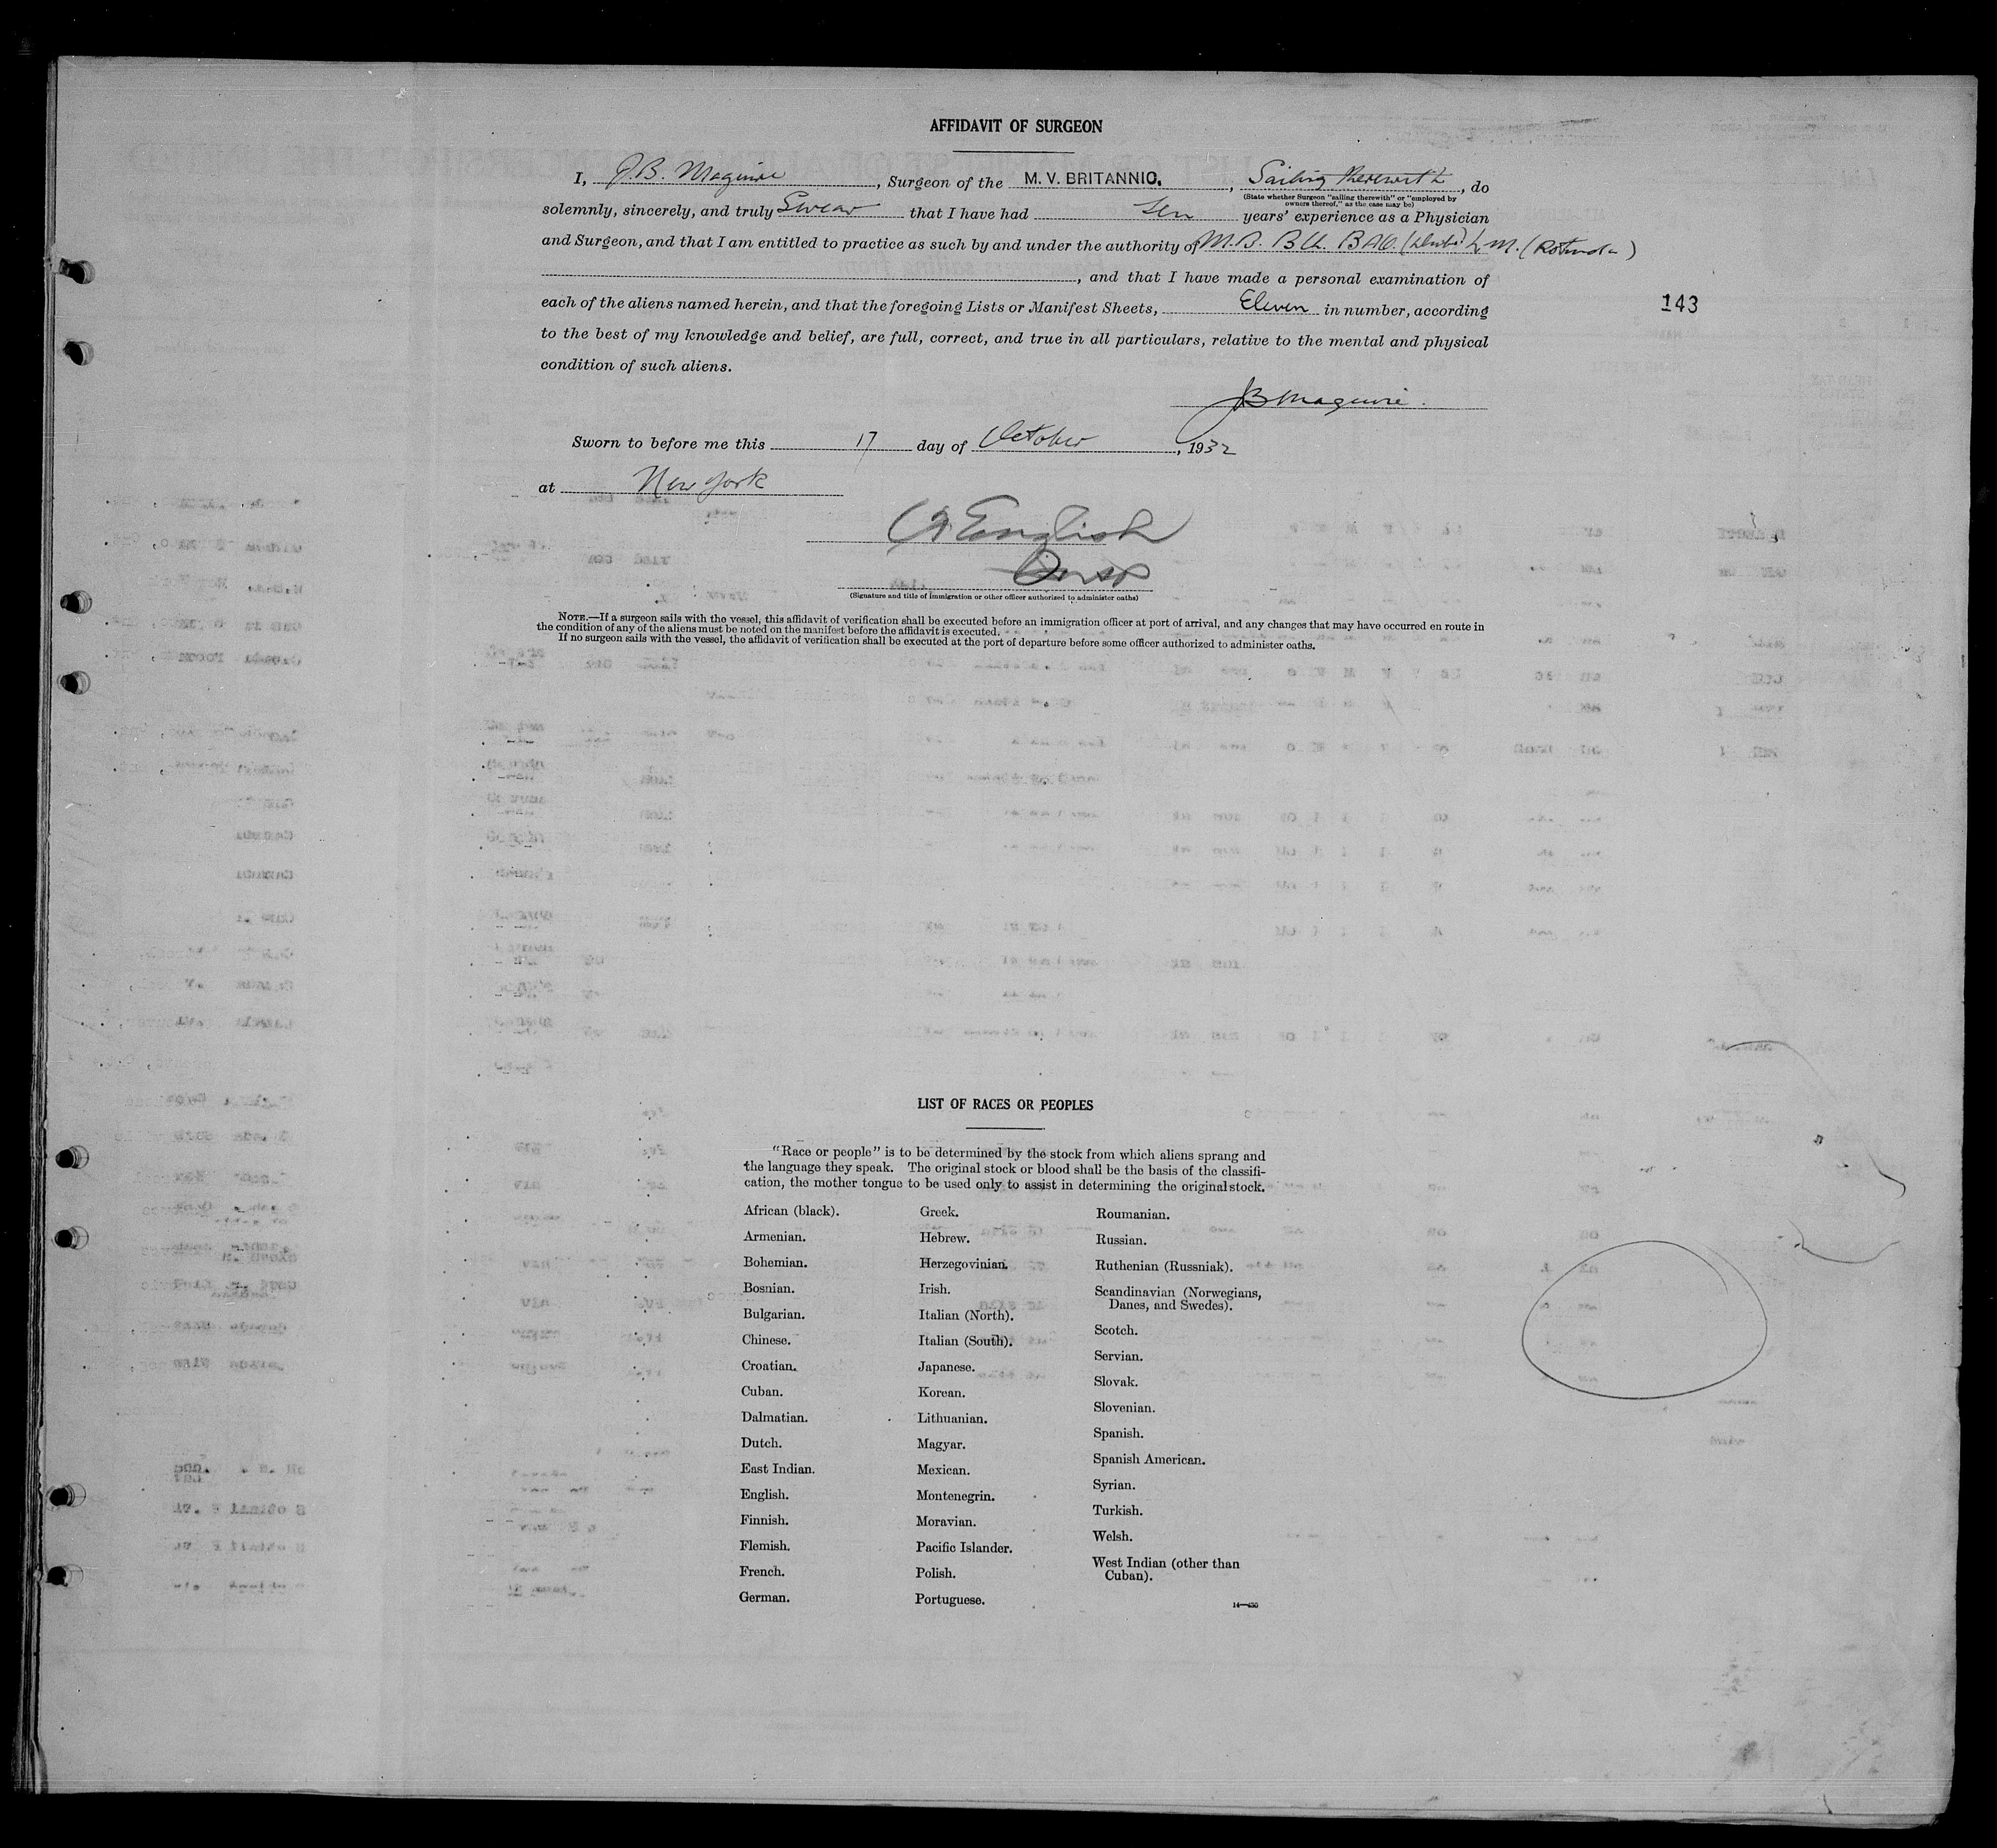 AFFIDAVIT OF SURGEON
I, J.B. Maguire, Surgeon of the M. V. BRITANNIC., Sailing therewith, do
(State whether Surgeon "sailing therewith" or "employed by
owners thereof," as the case may be)
solemnly, sincerely, and truly Swear that I have had Ten years' experience as a Physician
and Surgeon, and that I am entitled to practice as such by and under the authority of M.B. B Ch. B AO. L. M. (Rotunda)
, and that I have made a personal examination of
each of the aliens named herein, and that the foregoing Lists or Manifest Sheets, Eleven in number, according
143
to the best of my knowledge and belief, are full, correct, and true in all particulars, relative to the mental and physical
condition of such aliens.
JB Maguire.
Sworn to before me this 17 day of October, 1932
at New York
English
(Signature and title of immigration or other officer authorized to administer oaths)
NOTE.—If a surgeon sails with the vessel, this affidavit of verification shall be executed before an immigration officer at port of arrival, and any changes that may have occurred en route in
the condition of any of the aliens must be noted on the manifest before the affidavit is executed.
If no surgeon sails with the vessel, the affidavit of verification shall be executed at the port of departure before some officer authorized to administer oaths.
LIST OF RACES OR PEOPLES
"Race or people" is to be determined by the stock from which aliens sprang and
the language they speak. The original stock or blood shall be the basis of the classifi-
cation, the mother tongue to be used only to assist in determining the original stock.
African (black).
Armenian.
Bohemian.
Bosnian.
Bulgarian.
Chinese.
Croatian.
Cuban.
Dalmatian.
Dutch.
East Indian.
English.
Finnish.
Flemish.
French.
German.
Greek.
Hebrew.
Herzegovinian.
Irish.
Italian (North).
Italian (South).
Japanese.
Korean.
Lithuanian.
Magyar.
Mexican.
Montenegrin.
Moravian.
Pacific Islander.
Polish.
Portuguese.
Roumanian.
Russian.
Ruthenian (Russniak).
Scandinavian (Norwegians,
Danes, and Swedes).
Scotch.
Servian.
Slovak.
Slovenian.
Spanish.
Spanish American.
Syrian.
Turkish.
Welsh.
West Indian (other than
Cuban).